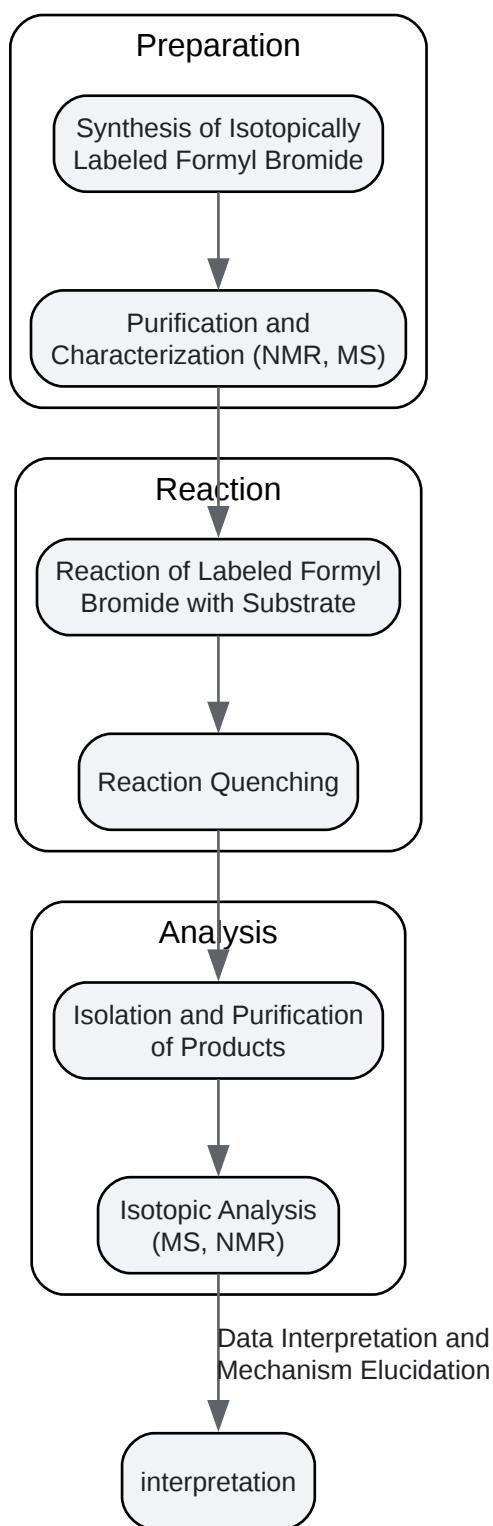 Preparation
Synthesis of Isotopically
Labeled Formyl Bromide
Purification and
Characterization (NMR, MS)
Reaction
Reaction of Labeled Formyl
Bromide with Substrate
Reaction Quenching
Analysis
Isolation and Purification
of Products
Isotopic Analysis
(MS, NMR)
Data Interpretation and
Mechanism Elucidation
interpretation